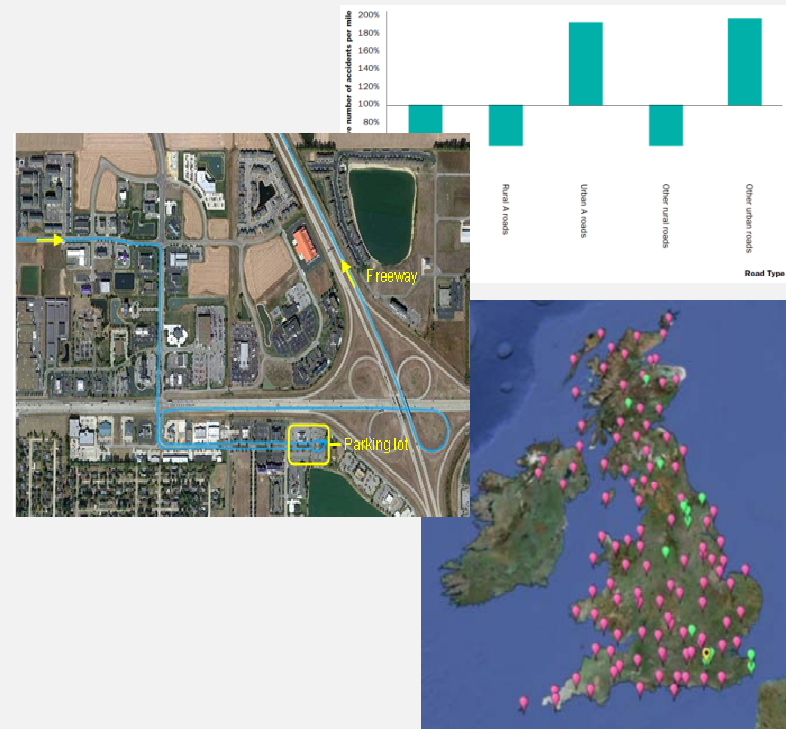 200%
180%
160%
140%
120%
100%
80%
number of accidents per mile
Rural A roads
Urban A roads
Other rural roads
Other urban roads
Road Type
Freeway
Parking lot